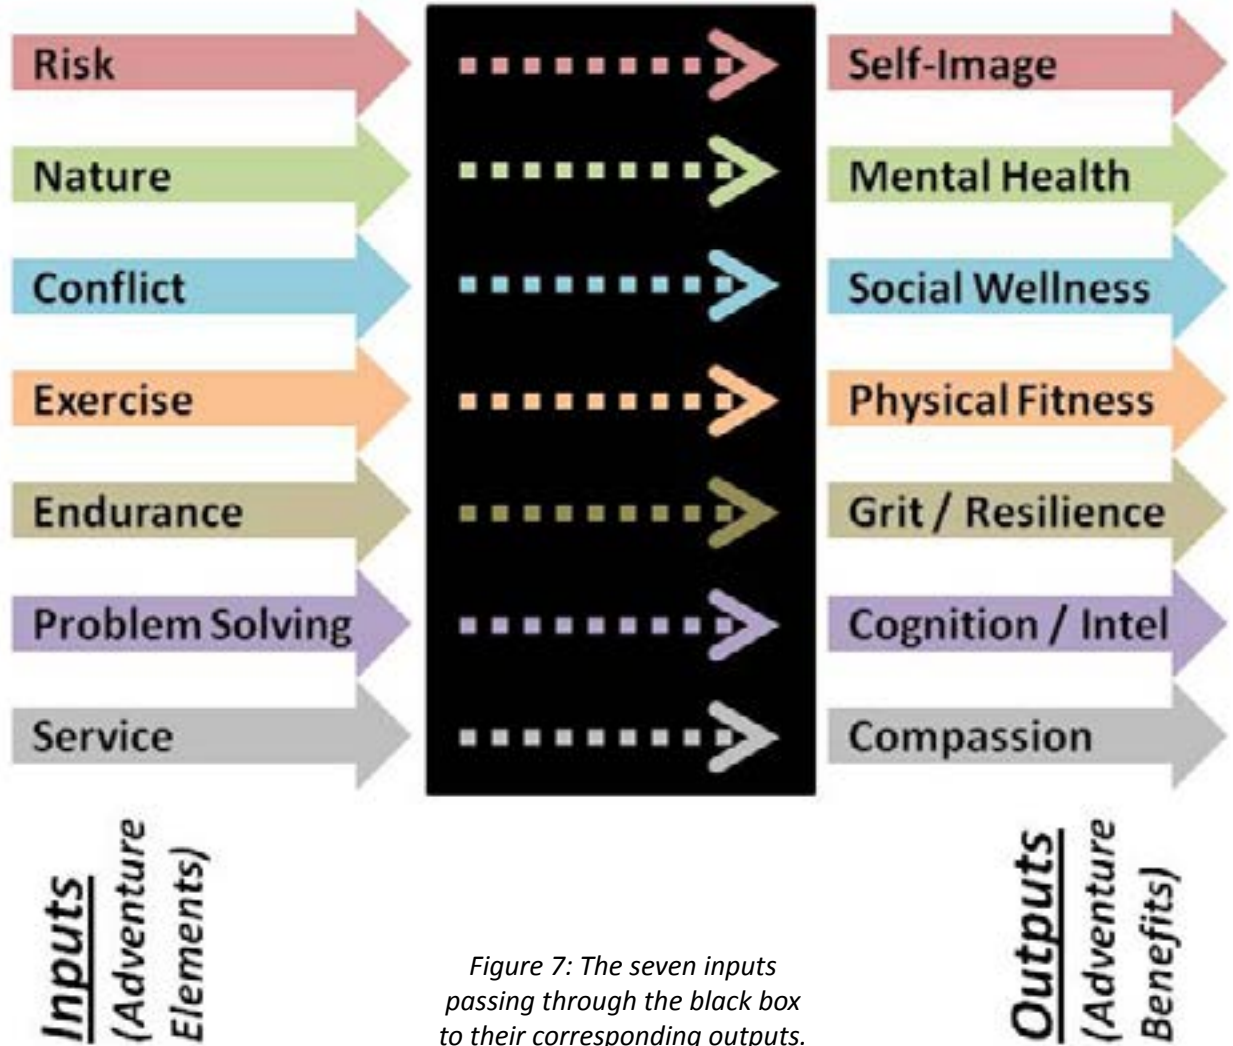 Risk
Self-Image
Nature
Mental Health
Conflict
Social Wellness
Exercise
Physical Fitness
Endurance
Grit / Resilience
Problem Solving
Cognition / Intel
Service
Compassion
Inputs
(Adventure
Elements)
Outputs
(Adventure
Benefits)
Figure 7: The seven inputs
passing through the black box
to their corresponding outputs.